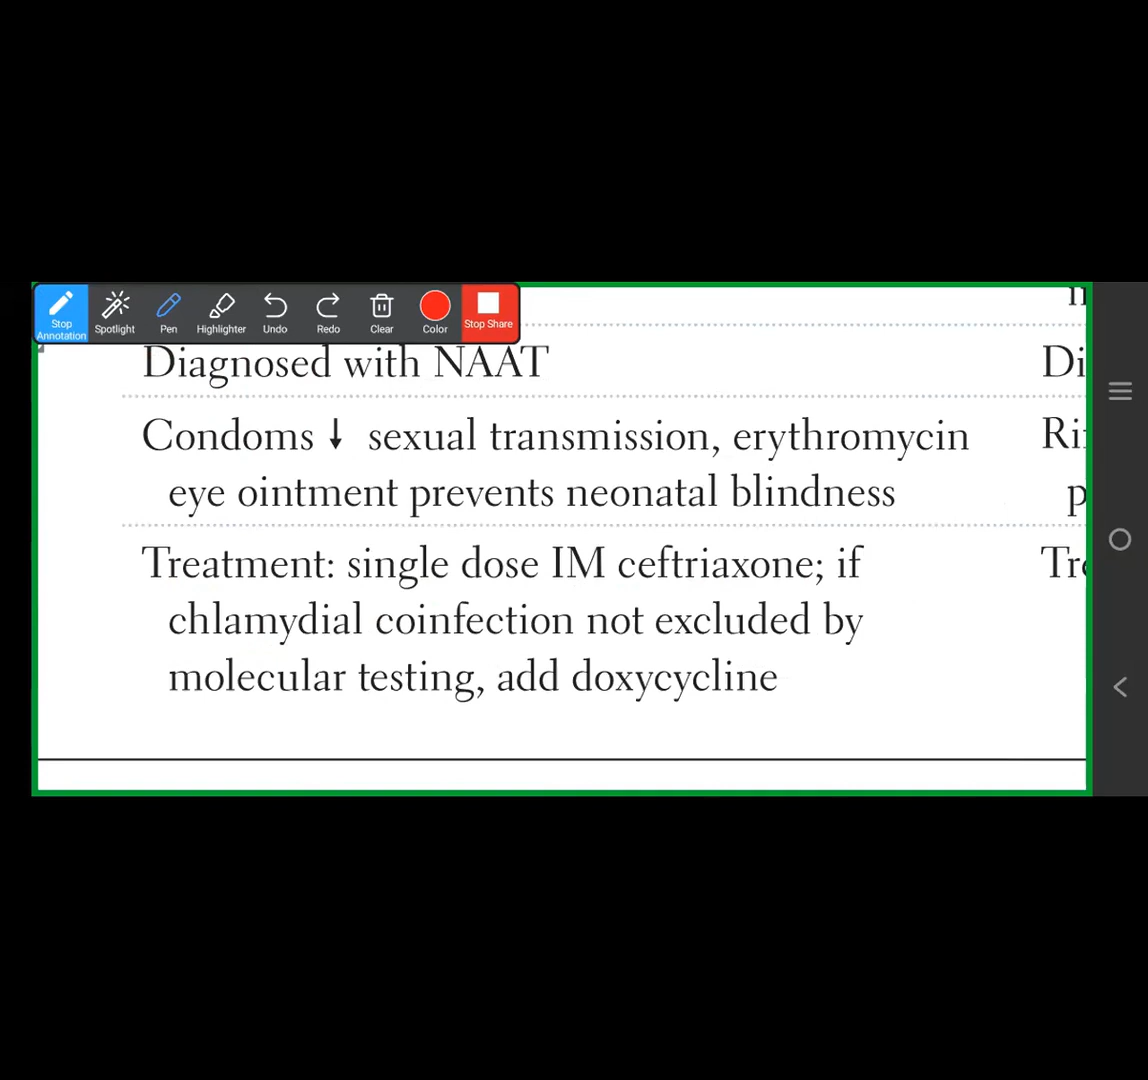 Stop Annotation
Spotlight
Pen
Highlighter
Undo
Redo
Clear
Color
Stop Share
Diagnosed with NAAT
Di
Condoms ↓ sexual transmission, erythromycin
eye ointment prevents neonatal blindness
p
Treatment: single dose IM ceftriaxone; if
chlamydial coinfection not excluded by
molecular testing, add doxycycline